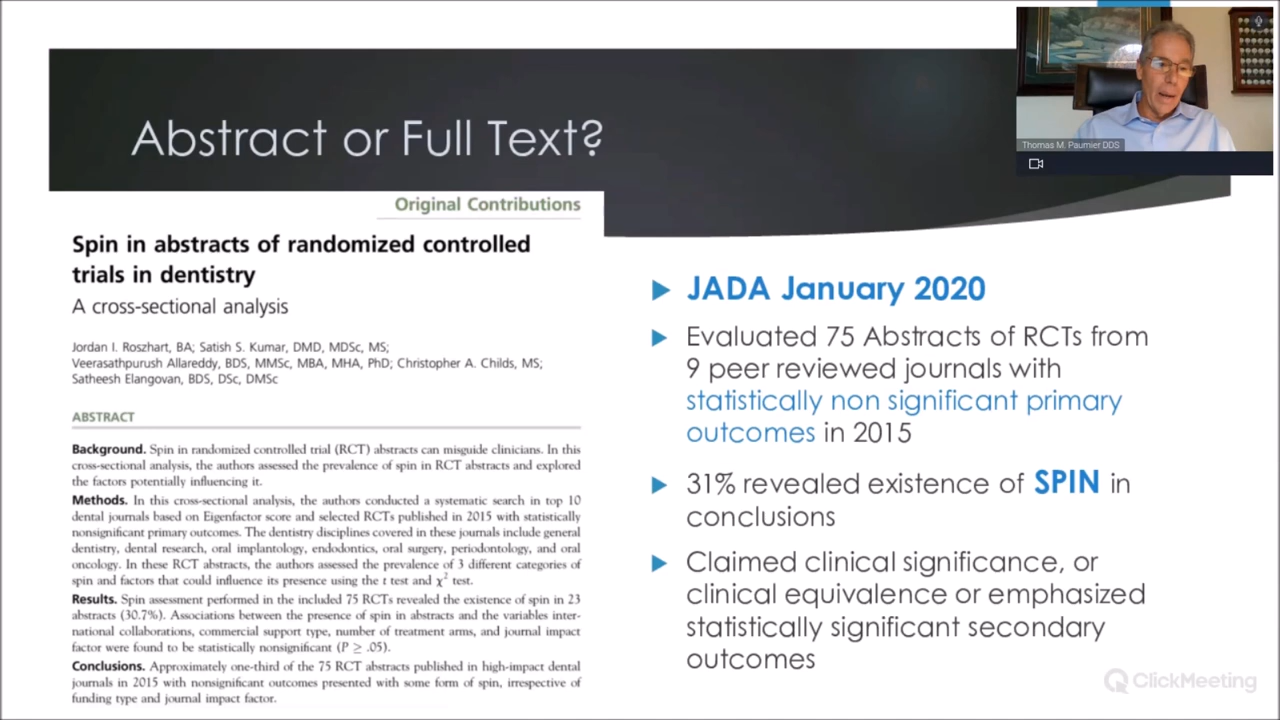 Abstract or Full Text?
Thomas M. Paumier DDS
Original Contributions
Spin in abstracts of randomized controlled
trials in dentistry
A cross-sectional analysis
Jordan I. Roszhart, BA; Satish S. Kumar, DMD, MDSc, MS;
Veerasathpurush Allareddy, BDS, MMSc, MBA, MHA, PhD; Christopher A. Childs, MS;
Satheesh Elangovan, BDS, DSc, DMSc
ABSTRACT
Background. Spin in randomized controlled trial (RCT) abstracts can misguide clinicians. In this
cross-sectional analysis, the authors assessed the prevalence of spin in RCT abstracts and explored
the factors potentially influencing it.
Methods. In this cross-sectional analysis, the authors conducted a systematic search in top 10
dental journals based on Eigenfactor score and selected RCTs published in 2015 with statistically
nonsignificant primary outcomes. The dentistry disciplines covered in these journals include general
dentistry, dental research, oral implantology, endodontics, oral surgery, periodontology, and oral
oncology. In these RCT abstracts, the authors assessed the prevalence of 3 different categories of
spin and factors that could influence its presence using the t test and χ² test.
Results. Spin assessment performed in the included 75 RCTs revealed the existence of spin in 23
abstracts (30.7%). Associations between the presence of spin in abstracts and the variables inter-
national collaborations, commercial support type, number of treatment arms, and journal impact
factor were found to be statistically nonsignificant (P ≥ .05).
Conclusions. Approximately one-third of the 75 RCT abstracts published in high-impact dental
journals in 2015 with nonsignificant outcomes presented with some form of spin, irrespective of
funding type and journal impact factor.
JADA January 2020
Evaluated 75 Abstracts of RCTs from
9 peer reviewed journals with
statistically non significant primary
outcomes in 2015
31% revealed existence of SPIN in
conclusions
Claimed clinical significance, or
clinical equivalence or emphasized
statistically significant secondary
outcomes
ClickMeeting